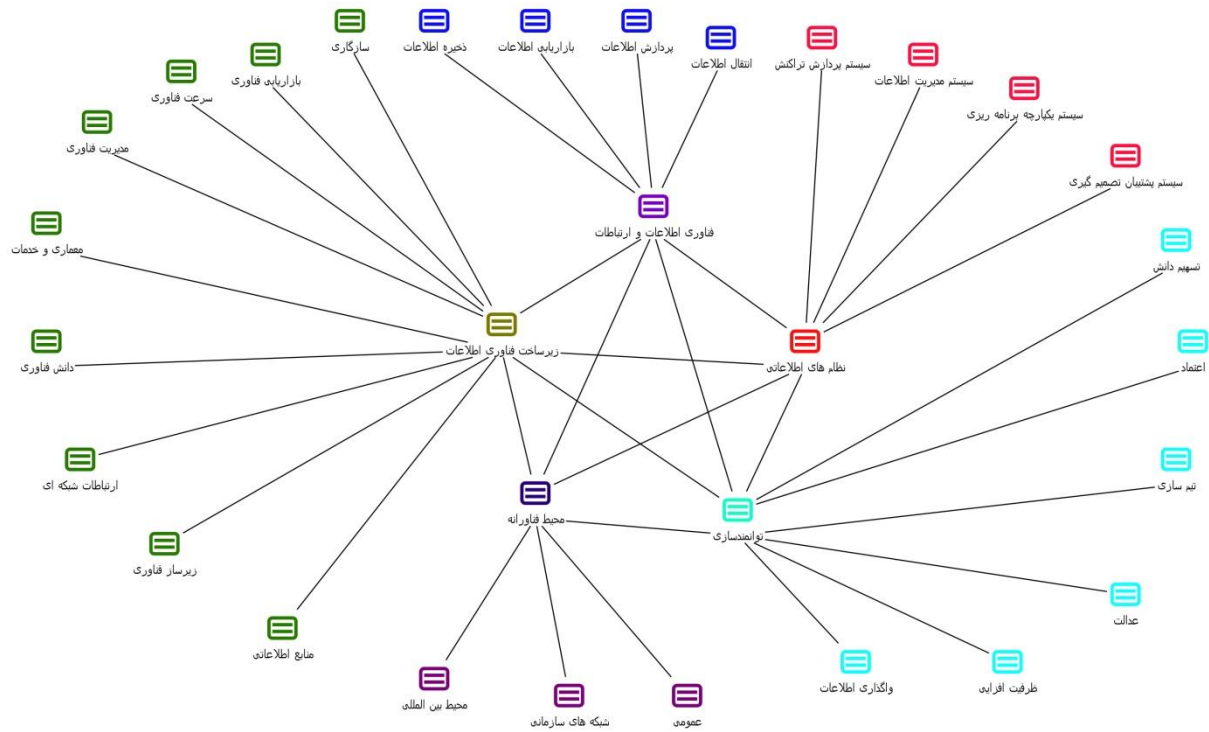 سازگاری
ذخیره اطلاعات
بازاریابی اطلاعات
پردازش اطلاعات
انتقال اطلاعات
سیستم پردازش تراکنش
سیستم مدیریت اطلاعات
سیستم یکپارچه برنامه ریزی
سیستم پشتیبان تصمیم گیری
بازاریابی فناوری
سرعت فناوری
مدیریت فناوری
معماری و خدمات
دانش فناوری
ارتباطات شبکه ای
زیرساز فناوری
منابع اطلاعاتی
فناوری اطلاعات و ارتباطات
زیرساخت فناوری اطلاعات
نظام های اطلاعاتی
محیط فناورانه
توانمندسازی
تسهیم دانش
اعتماد
تیم سازی
عدالت
ظرفیت افزایی
واگذاری اطلاعات
عمومی
شبکه های سازمانی
محیط بین المللی